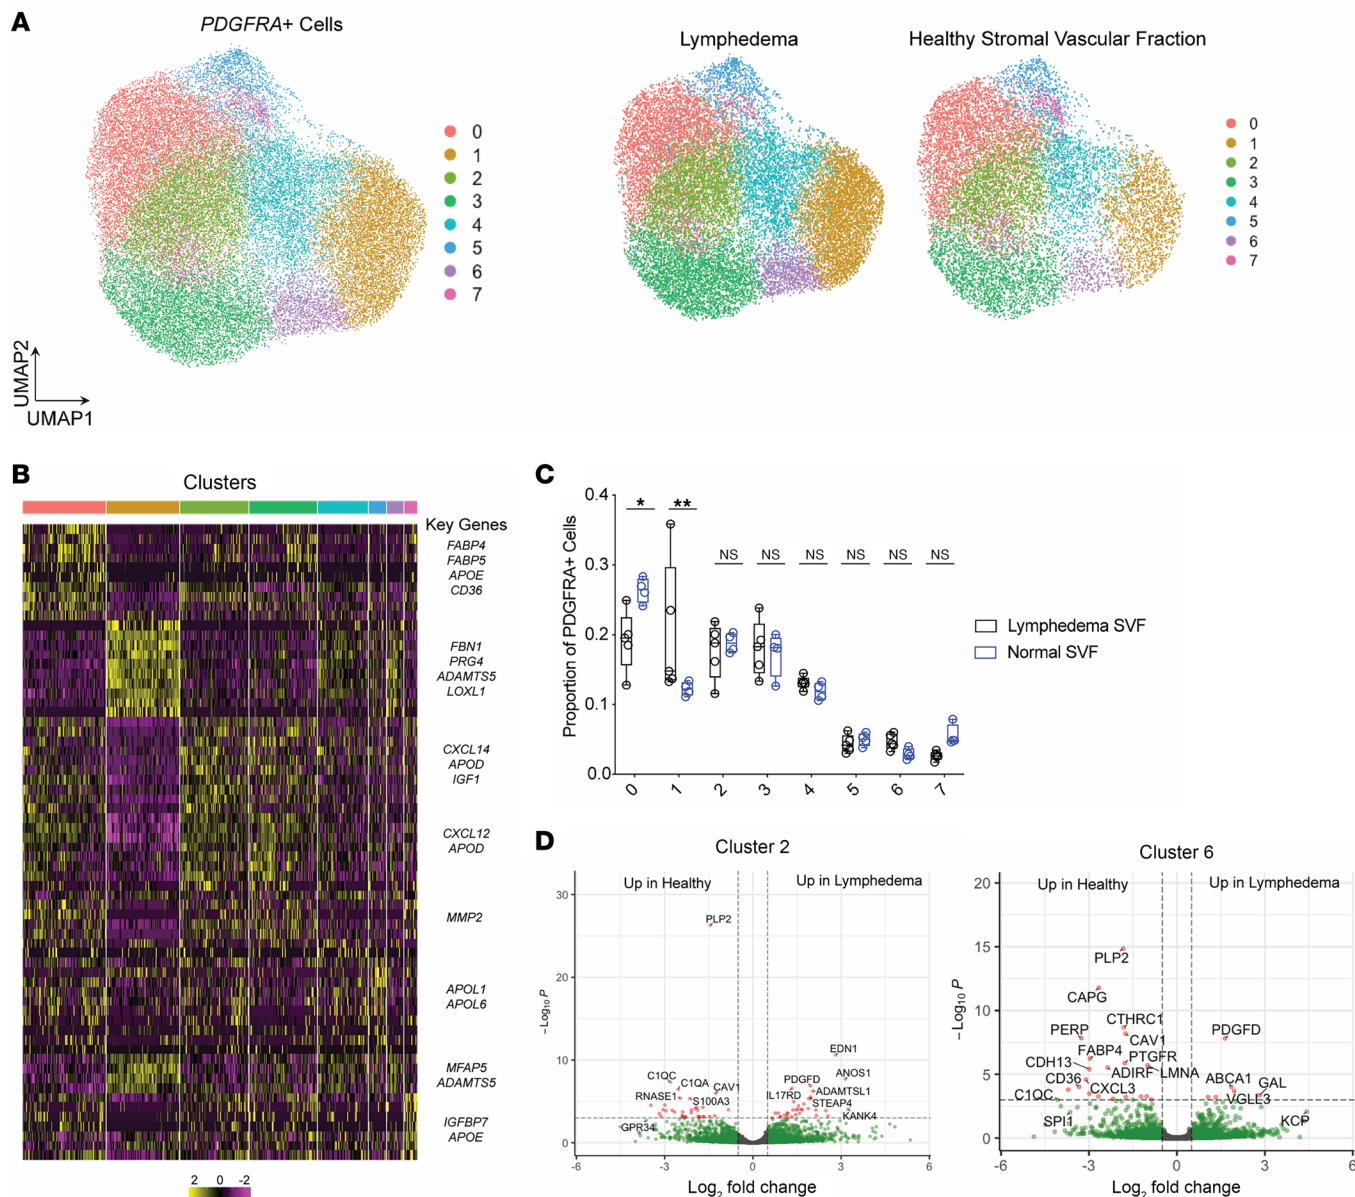 A
PDGFRA+ Cells
Lymphedema
Healthy Stromal Vascular Fraction
0
1
2
3
4
5
6
7
0
1
2
3
4
5
6
7
UMAP2
UMAP1
B
Clusters
Key Genes
FABP4
FABP5
APOE
CD36
FBN1
PRG4
ADAMTS5
LOXL1
CXCL14
APOD
IGF1
CXCL12
APOD
MMP2
APOL1
APOL6
MFAP5
ADAMTS5
IGFBP7
APOE
2 0 -2
C
Proportion of PDGFRA+ Cells
0.4
0.3
0.2
0.1
0.0
* ** NS NS NS NS NS NS
0 1 2 3 4 5 6 7
Lymphedema SVF
Normal SVF
D
Cluster 2
Up in Healthy
Up in Lymphedema
−Log10 P
30
20
10
0
PLP2
EDN1
ANOS1
C1QC
C1QA
CAV1
PDGFD
ADAMTSL1
RNASE1
S100A3
IL17RD
STEAP4
KANK4
GPR34
-6 -3 0 3 6
Log2 fold change
Cluster 6
Up in Healthy
Up in Lymphedema
−Log10 P
20
15
10
5
0
PLP2
CAPG
CTHRC1
PERP
CAV1
PDGFD
FABP4
PTGFR
CDH13
ADIRF
LMNA
CD36
ABCA1
GAL
C1QC
CXCL3
VGLL3
SPI1
KCP
-6 -3 0 3 6
Log2 fold change